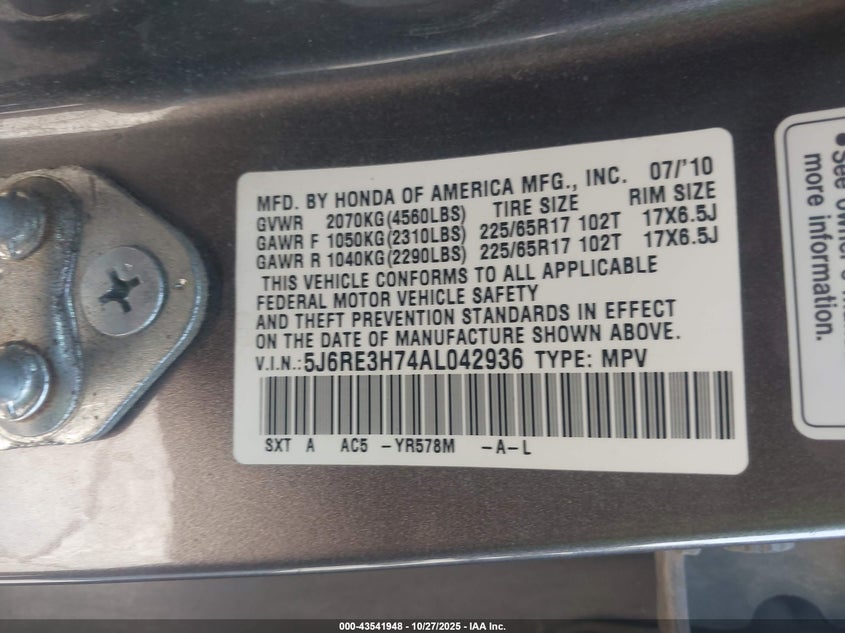 MFD. BY HONDA OF AMERICA MFG., INC. 07/'10
GVWR 2070KG(4560LBS) TIRE SIZE RIM SIZE
GAWR F 1050KG(2310LBS) 225/65R17 102T 17X6.5J
GAWR R 1040KG(2290LBS) 225/65R17 102T 17X6.5J
THIS VEHICLE CONFORMS TO ALL APPLICABLE
FEDERAL MOTOR VEHICLE SAFETY
AND THEFT PREVENTION STANDARDS IN EFFECT
ON THE DATE OF MANUFACTURE SHOWN ABOVE.
V.I.N.:5J6RE3H74AL042936 TYPE: MPV
SXT A AC5 -YR578M -A-L
●See owner's
more information.
000-43541948 - 10/27/2025 - IAA Inc.